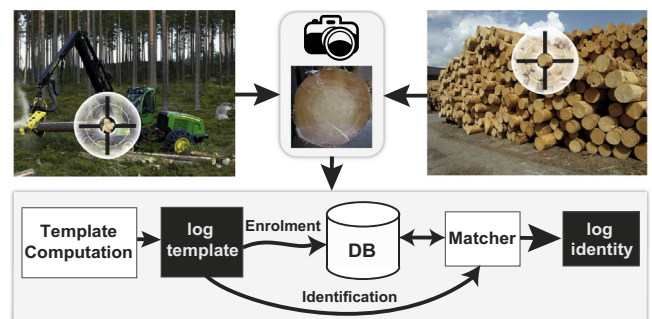 Template
Computation
log
template
Enrolment
DB
Matcher
log
identity
Identification